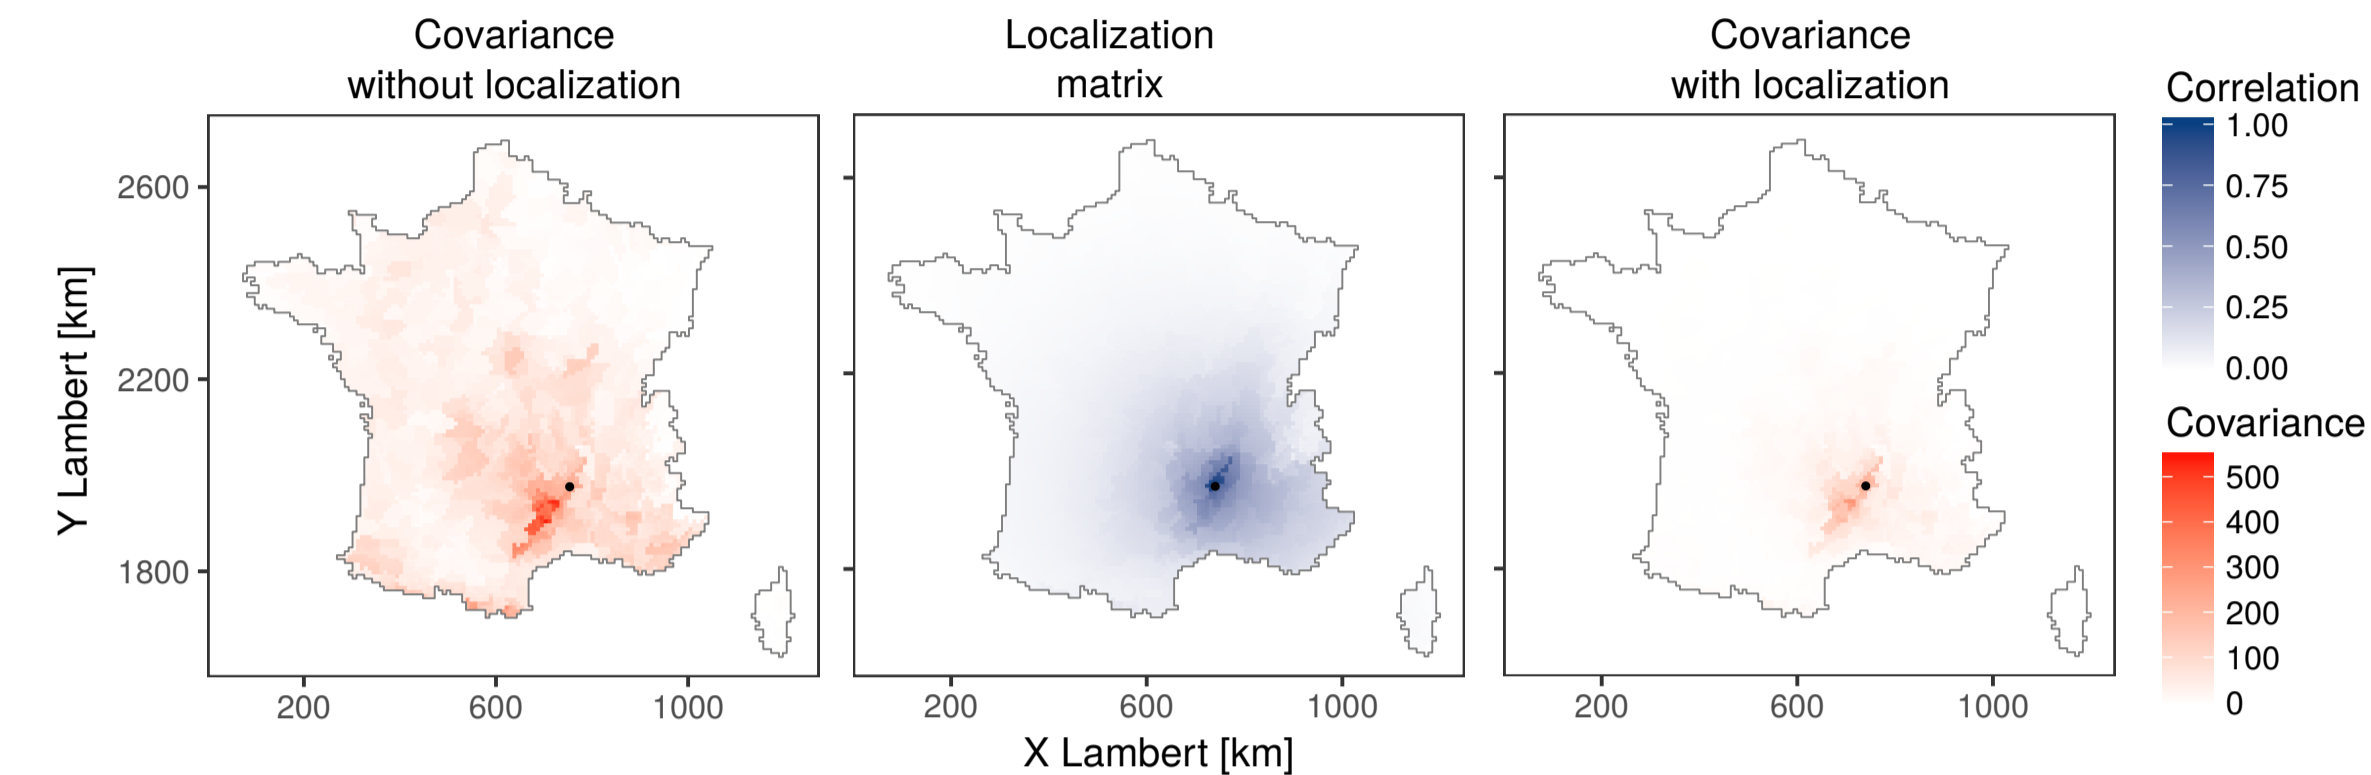 Covariance
without localization
Localization
matrix
Covariance
with localization
Y Lambert [km]
2600
2200
1800
200 600 1000
200 600 1000
200 600 1000
X Lambert [km]
Correlation
1.00
0.75
0.50
0.25
0.00
Covariance
500
400
300
200
100
0